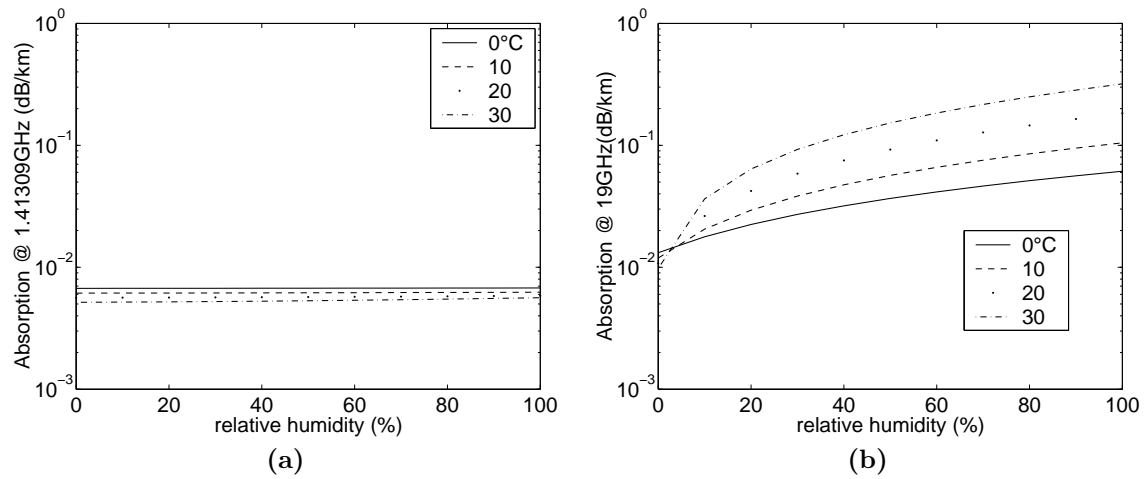 10^0
10^-1
10^-2
10^-3
Absorption @ 1.41309GHz (dB/km)
0°C
10
20
30
0 20 40 60 80 100
relative humidity (%)
(a)
10^0
10^-1
10^-2
10^-3
Absorption @ 19GHz(dB/km)
0°C
10
20
30
0 20 40 60 80 100
relative humidity (%)
(b)